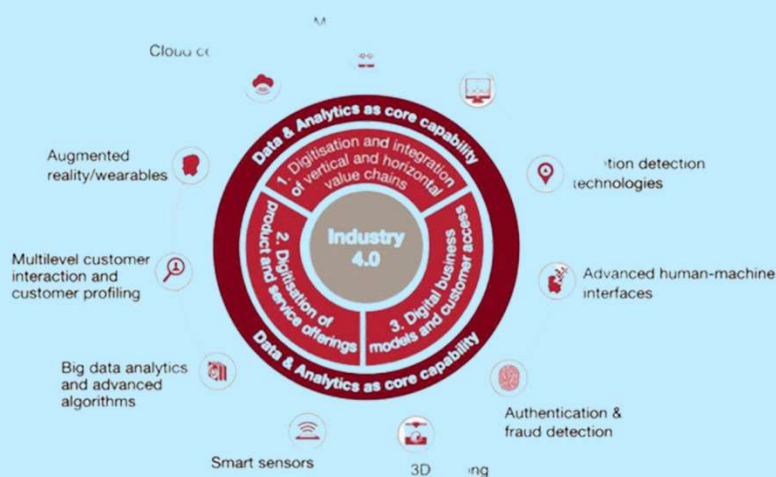 Cloud
Data & Analytics as core capability
1. Digitisation and integration
of vertical and horizontal
value chains
2. Digitisation of
product and service offerings
3. Digital business
models and customer access
Industry
4.0
Data & Analytics as core capability
Augmented
reality/wearables
Multilevel customer
interaction and
customer profiling
Big data analytics
and advanced
algorithms
Smart sensors
3D
Authentication &
fraud detection
Advanced human-machine
interfaces
detection
technologies